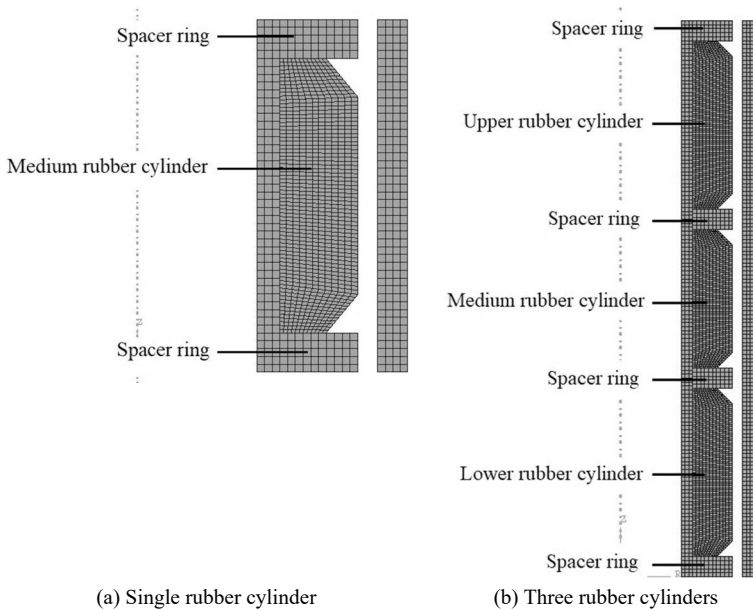 Spacer ring
Medium rubber cylinder
Spacer ring
z
(a) Single rubber cylinder
Spacer ring
Upper rubber cylinder
Spacer ring
Medium rubber cylinder
Spacer ring
Lower rubber cylinder
z
Spacer ring
R
(b) Three rubber cylinders